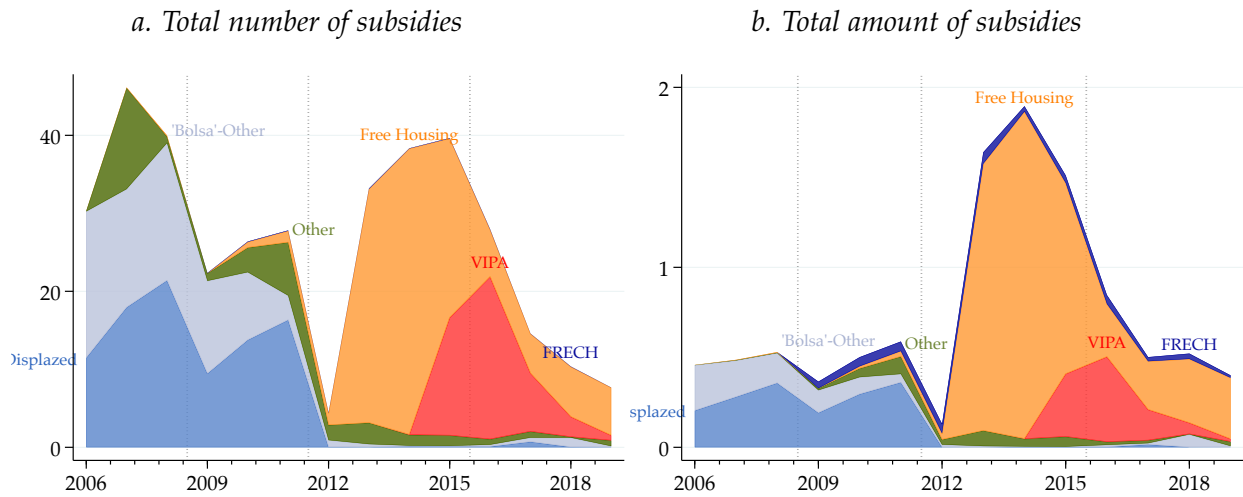 a. Total number of subsidies
40
20
0
'Bolsa'-Other
Free Housing
Other
VIPA
FRECH
Displazed
2006 2009 2012 2015 2018
b. Total amount of subsidies
2
1
0
Free Housing
'Bolsa'-Other
Other
VIPA
FRECH
splazed
2006 2009 2012 2015 2018